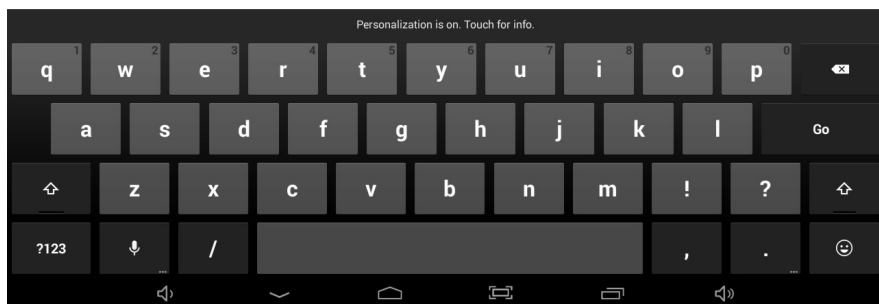 Personalization is on. Touch for info.
q 1 w 2 e 3 r 4 t 5 y 6 u 7 i 8 o 9 p 0
a s d f g h j k l Go
z x c v b n m ! ?
?123 / , . ...